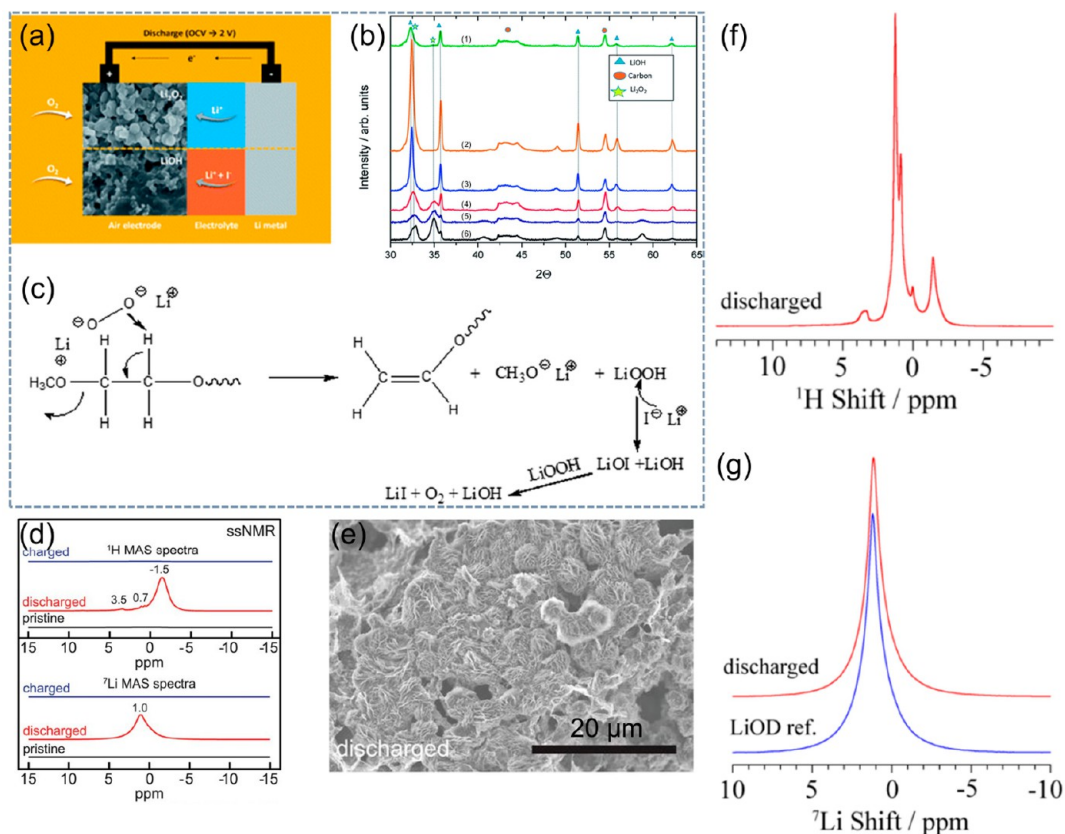 (a)
Discharge (OCV → 2 V)
e⁻
+
-
O₂
Li₂O₂
Li⁺
O₂
LiOH
Li⁺ + I⁻
Air electrode Electrolyte Li metal
(b)
Intensity / arb. units
(1)
(2)
(3)
(4)
(5)
(6)
LiOH
Carbon
Li₂O₂
30 35 40 45 50 55 60 65
2Θ
(c)
O ⊖ Li ⊕
⊖ O
Li ⊕
H H
H₃CO C C O
H H
H O
C C
H H
+ CH₃O ⊖ Li ⊕ + LiOOH
I ⊖ Li ⊕
LiOI + LiOH
LiOOH
LiI + O₂ + LiOH
(d)
ssNMR
charged ¹H MAS spectra
-1.5
3.5 0.7
discharged
pristine
15 10 5 0 -5 -10 -15
ppm
charged ⁷Li MAS spectra
1.0
discharged
pristine
15 10 5 0 -5 -10 -15
ppm
(e)
discharged
20 μm
(f)
discharged
10 5 0 -5
¹H Shift / ppm
(g)
discharged
LiOD ref.
10 5 0 -5 -10
⁷Li Shift / ppm